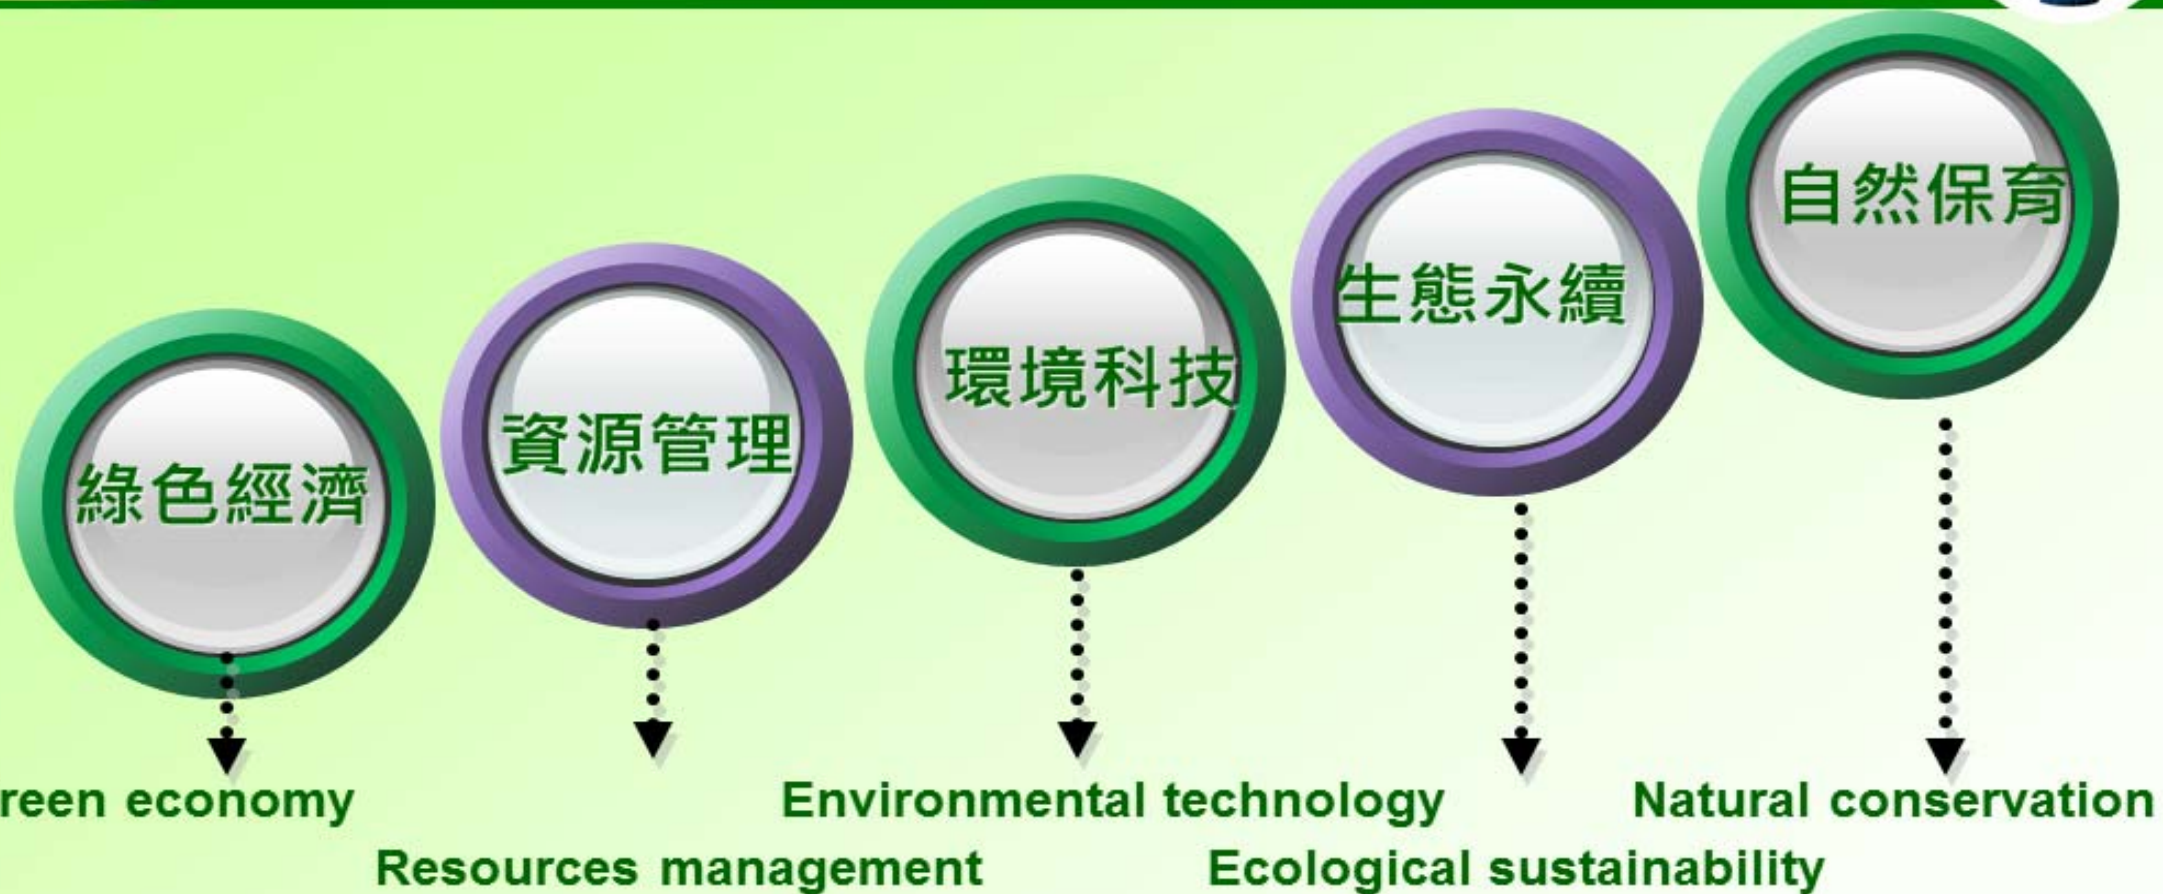 自然保育
生態永續
環境科技
資源管理
綠色經濟
reen economy
Environmental technology
Natural conservation
Resources management
Ecological sustainability